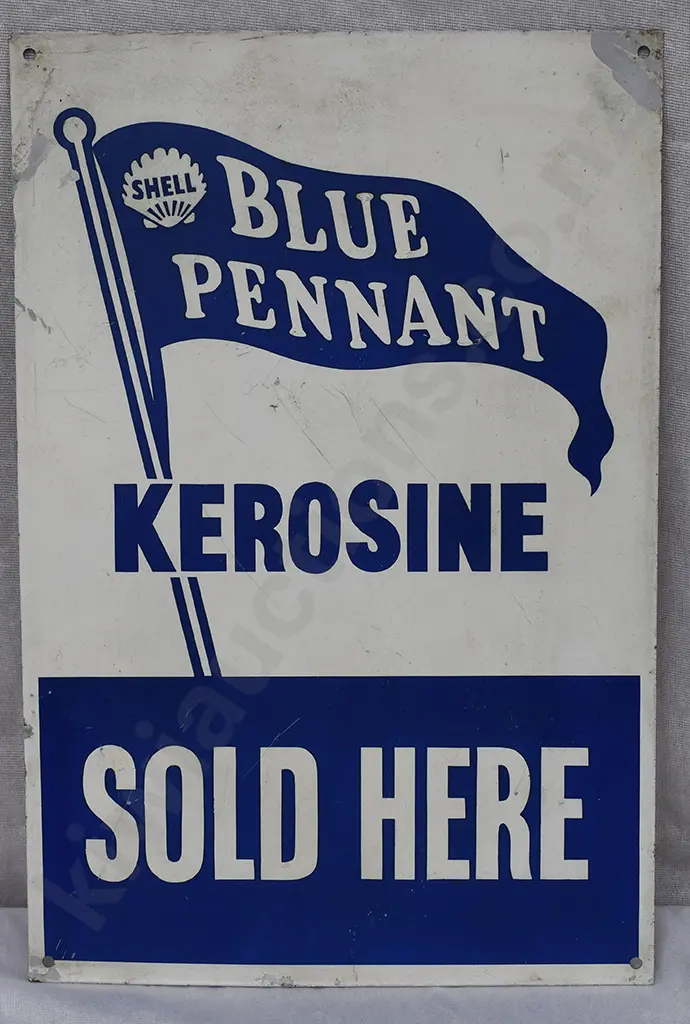 SHELL
BLUE
PENNANT
KEROSINE
SOLD HERE